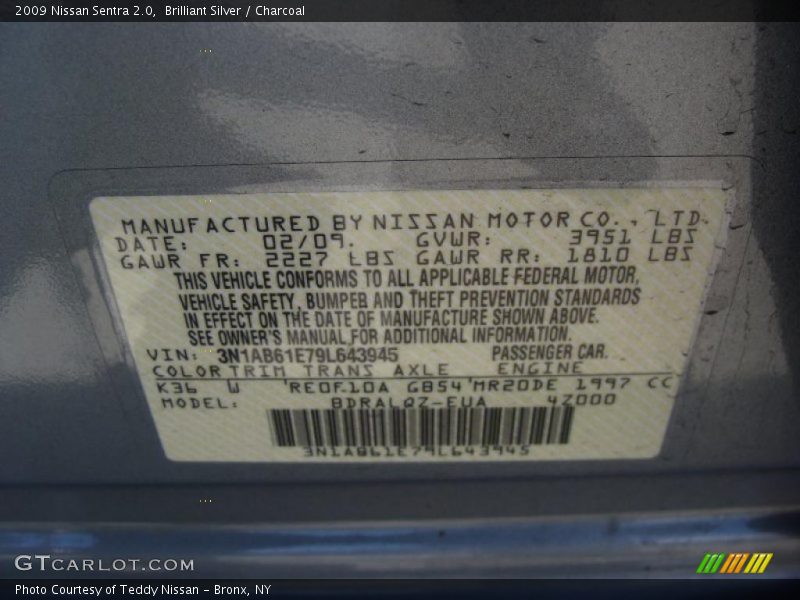 2009 Nissan Sentra 2.0,  Brilliant Silver / Charcoal
MANUFACTURED BY NISSAN MOTOR CO., LTD.
DATE: 02/09. GVWR: 3951 LBS
GAWR FR: 2227 LBS GAWR RR: 1810 LBS
THIS VEHICLE CONFORMS TO ALL APPLICABLE FEDERAL MOTOR,
VEHICLE SAFETY, BUMPER AND THEFT PREVENTION STANDARDS
IN EFFECT ON THE DATE OF MANUFACTURE SHOWN ABOVE.
SEE OWNER'S MANUAL FOR ADDITIONAL INFORMATION.
VIN: 3N1AB61E79L643945 PASSENGER CAR.
COLOR TRIM TRANS AXLE ENGINE
K36 W RE0F10A GB54 MR20DE 1997 CC
MODEL: BDRALQZ-EUA 4Z000
3N1AB61E79L643945
GTCARLOT.COM
Photo Courtesy of Teddy Nissan - Bronx, NY